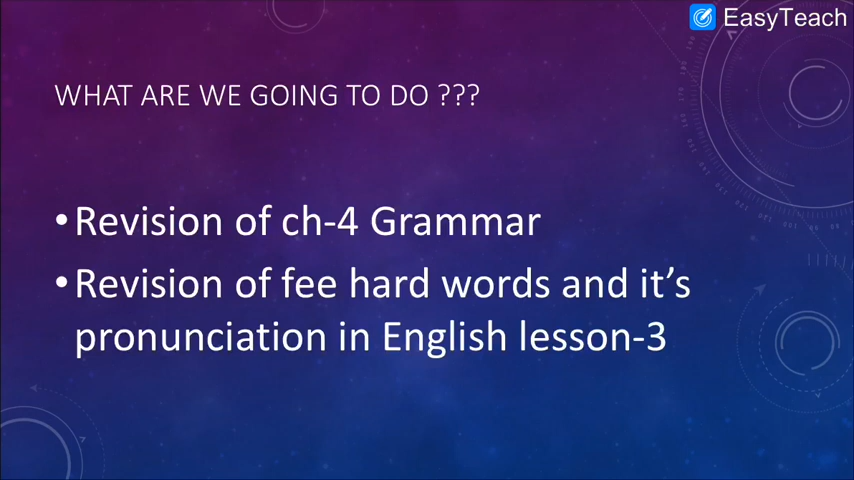 EasyTeach
WHAT ARE WE GOING TO DO ???
•Revision of ch-4 Grammar
•Revision of fee hard words and it’s
pronunciation in English lesson-3